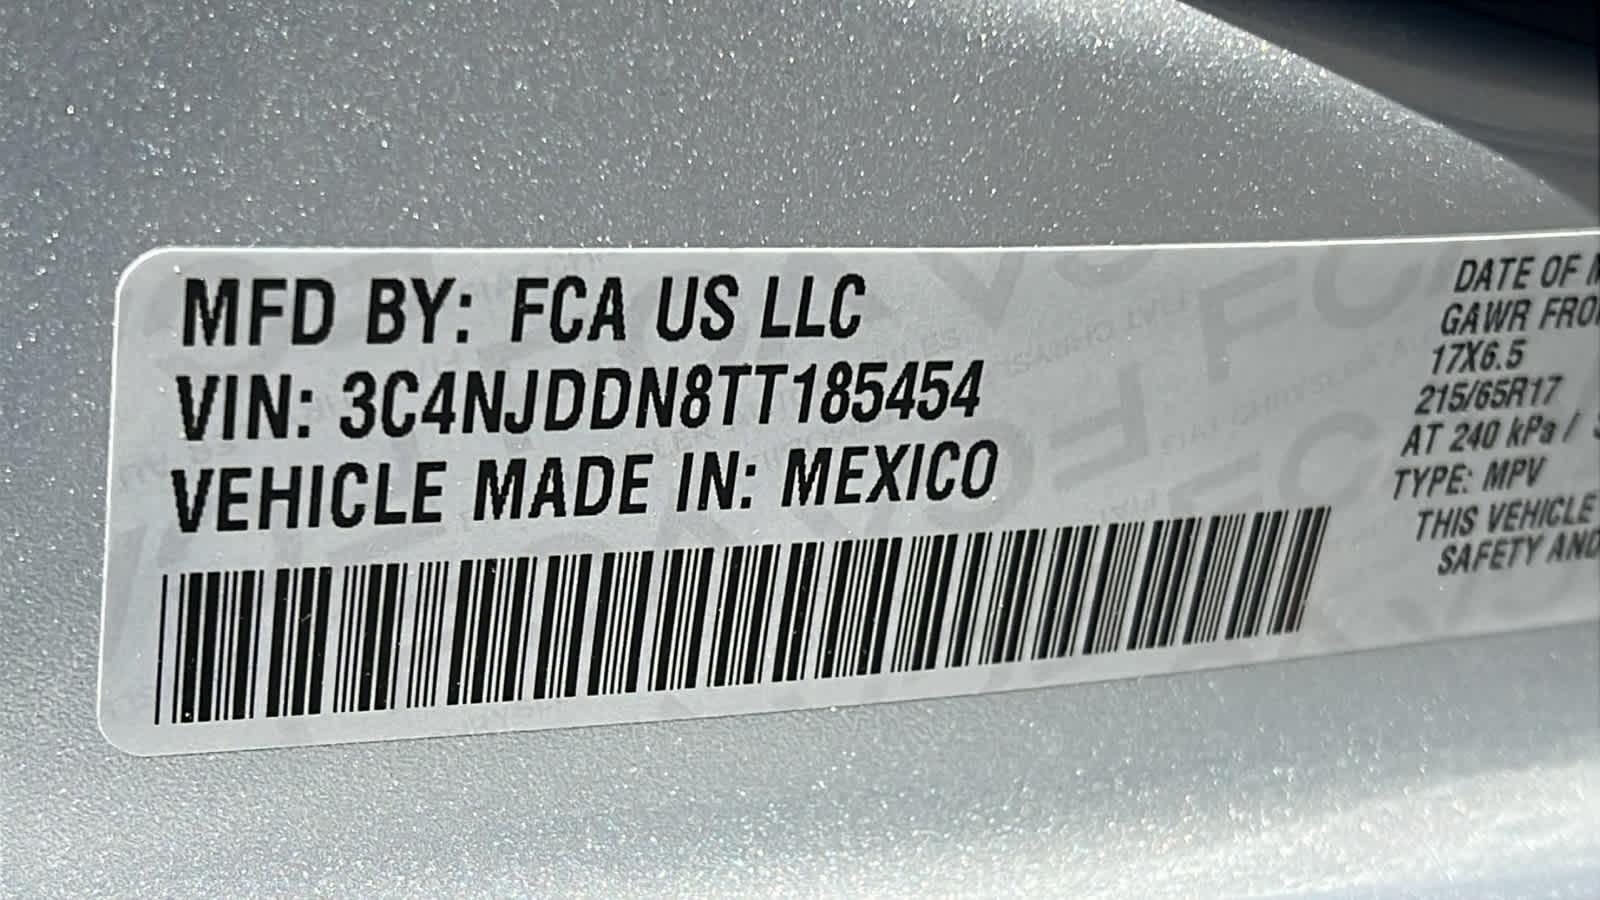 MFD BY: FCA US LLC
VIN: 3C4NJDDN8TT185454
VEHICLE MADE IN: MEXICO
DATE OF
GAWR
17X6.5
215/65R17
AT 240 kPa /
TYPE: MPV
THIS VEHICLE
SAFETY AND